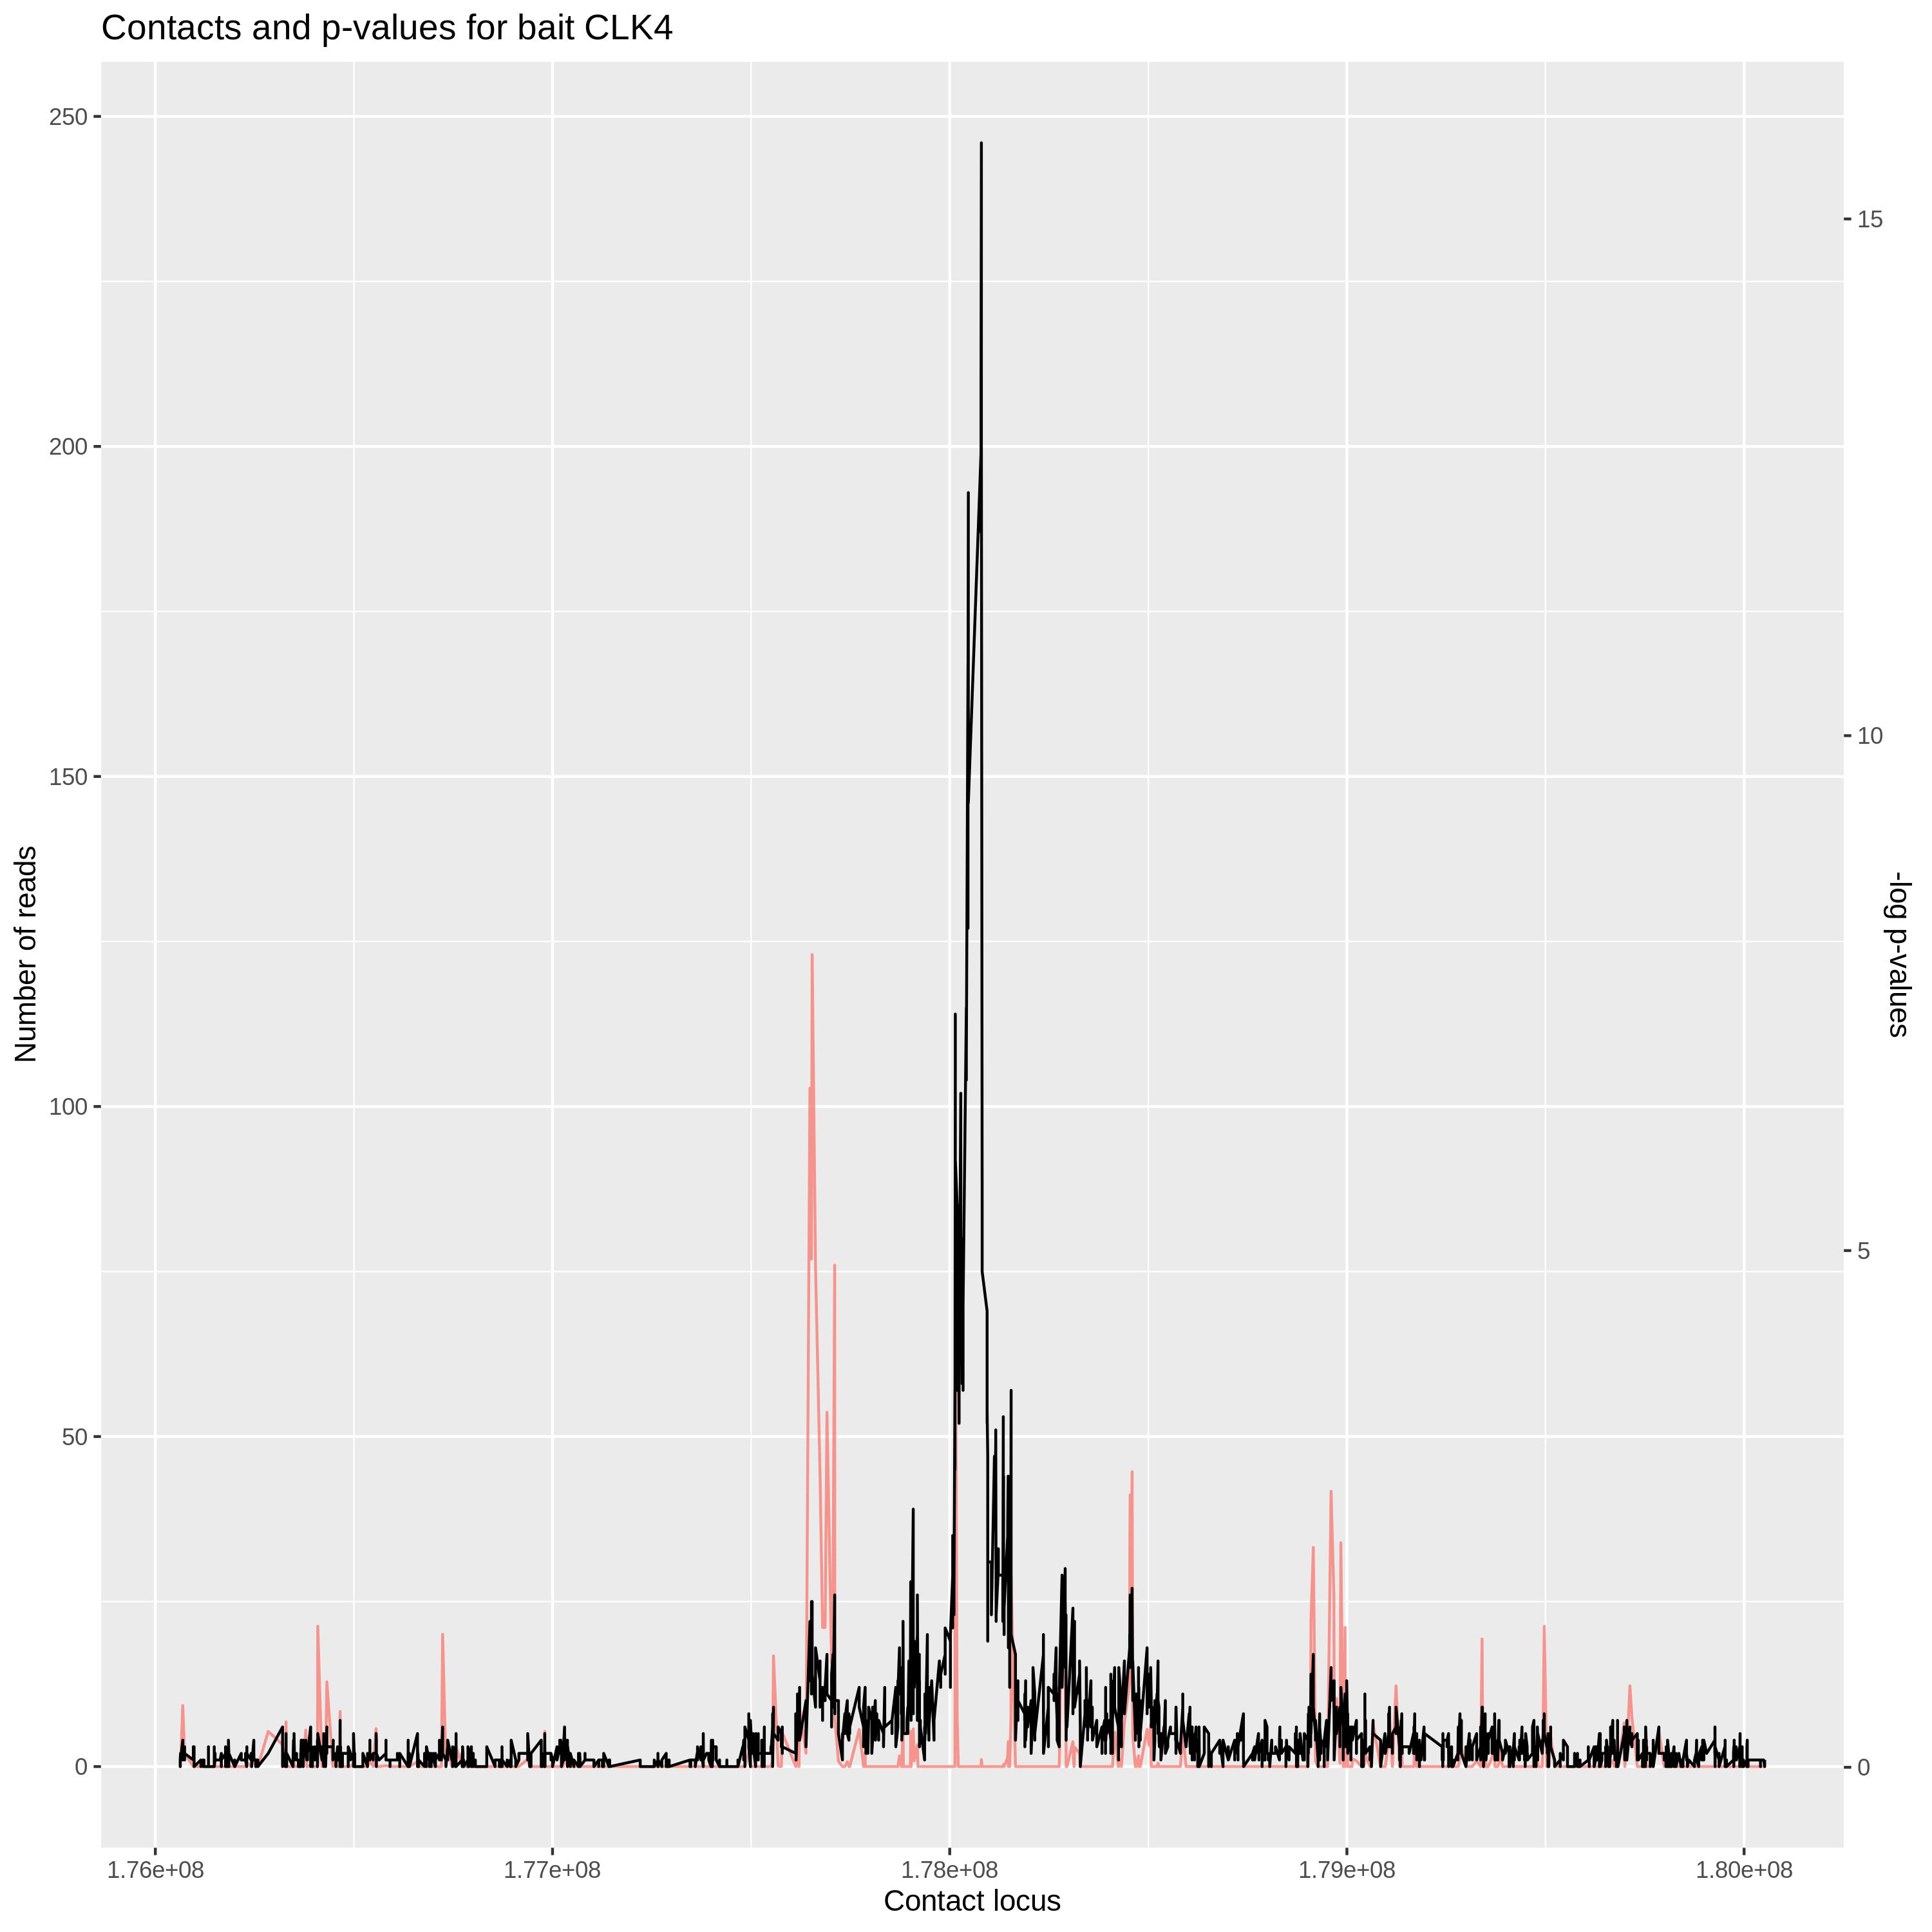 Contacts and p-values for bait CLK4
250
200
150
100
50
0
Number of reads
15
10
5
0
-log p-values
1.76e+08
1.77e+08
1.78e+08
1.79e+08
1.80e+08
Contact locus